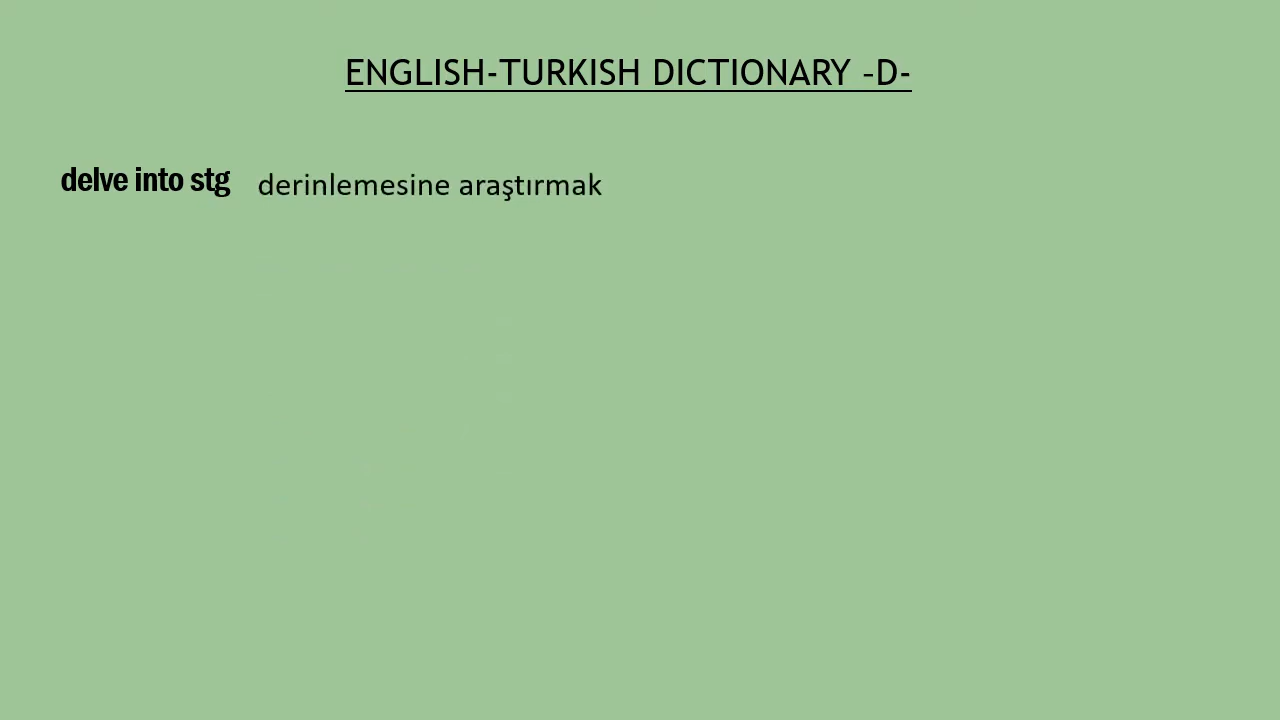 ENGLISH-TURKISH DICTIONARY –D-
delve into stg derinlemesine araştırmak